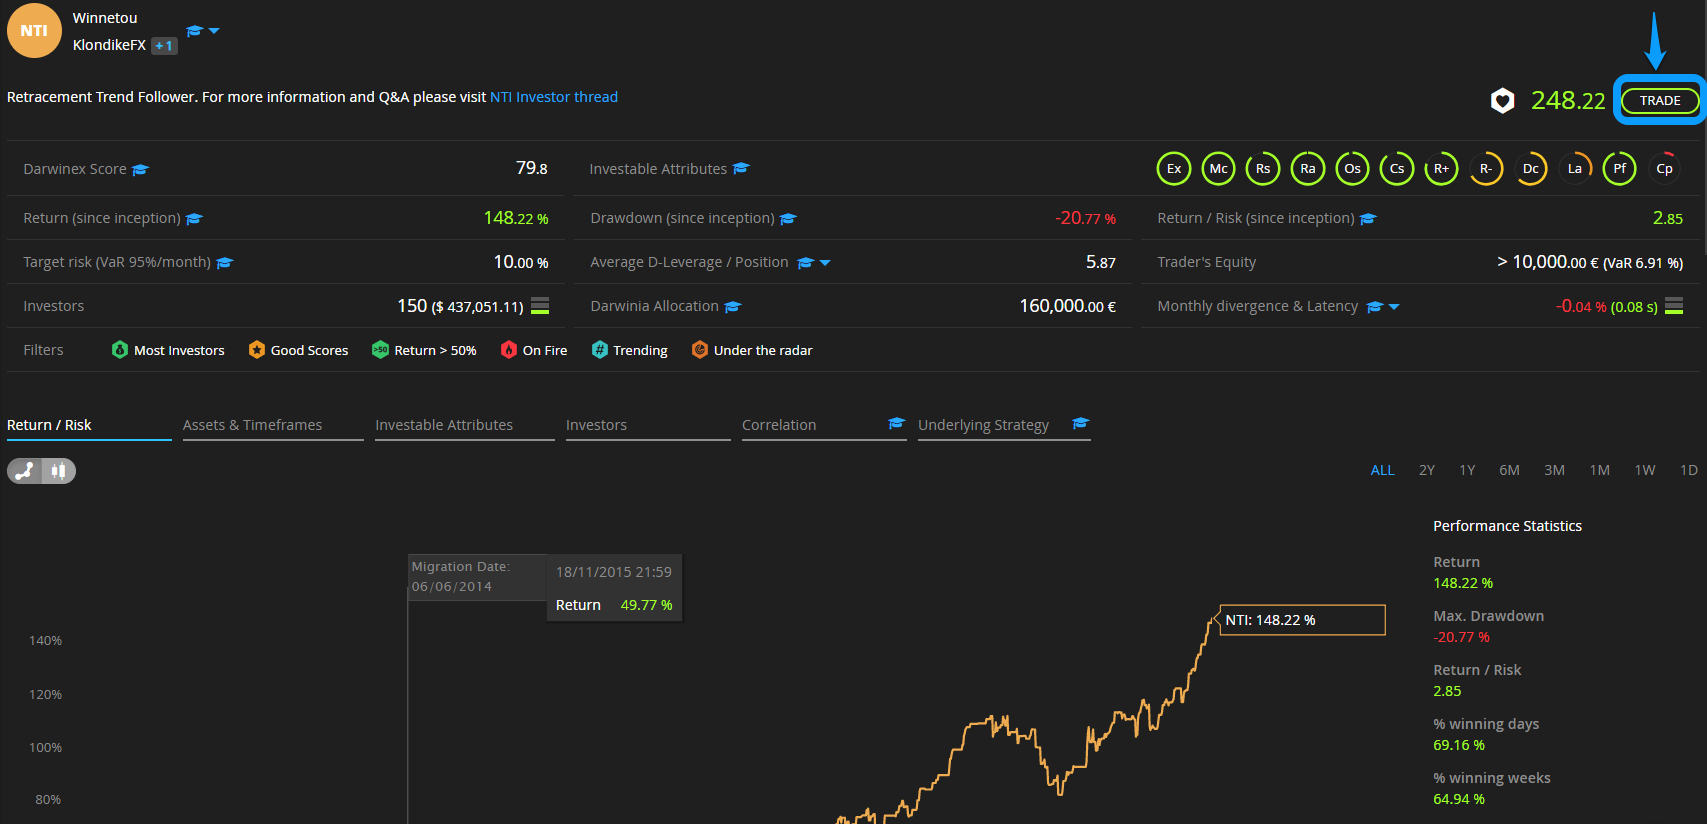 NTI
Winnetou
KlondikeFX +1
Retracement Trend Follower. For more information and Q&A please visit NTI Investor thread
248.22 TRADE
Darwinex Score 79.8 Investable Attributes Ex Mc Rs Ra Os Cs R+ R- Dc La Pf Cp
Return (since inception) 148.22 % Drawdown (since inception) -20.77 % Return / Risk (since inception) 2.85
Target risk (VaR 95%/month) 10.00 % Average D-Leverage / Position 5.87 Trader's Equity > 10,000.00 € (VaR 6.91 %)
Investors 150 ($ 437,051.11) Darwinia Allocation 160,000.00 € Monthly divergence & Latency -0.04 % (0.08 s)
Filters Most Investors Good Scores >50 Return > 50% On Fire # Trending Under the radar
Return / Risk Assets & Timeframes Investable Attributes Investors Correlation Underlying Strategy
ALL 2Y 1Y 6M 3M 1M 1W 1D
Migration Date:
06/06/2014
18/11/2015 21:59
Return 49.77 %
NTI: 148.22 %
140%
120%
100%
80%
Performance Statistics
Return
148.22 %
Max. Drawdown
-20.77 %
Return / Risk
2.85
% winning days
69.16 %
% winning weeks
64.94 %